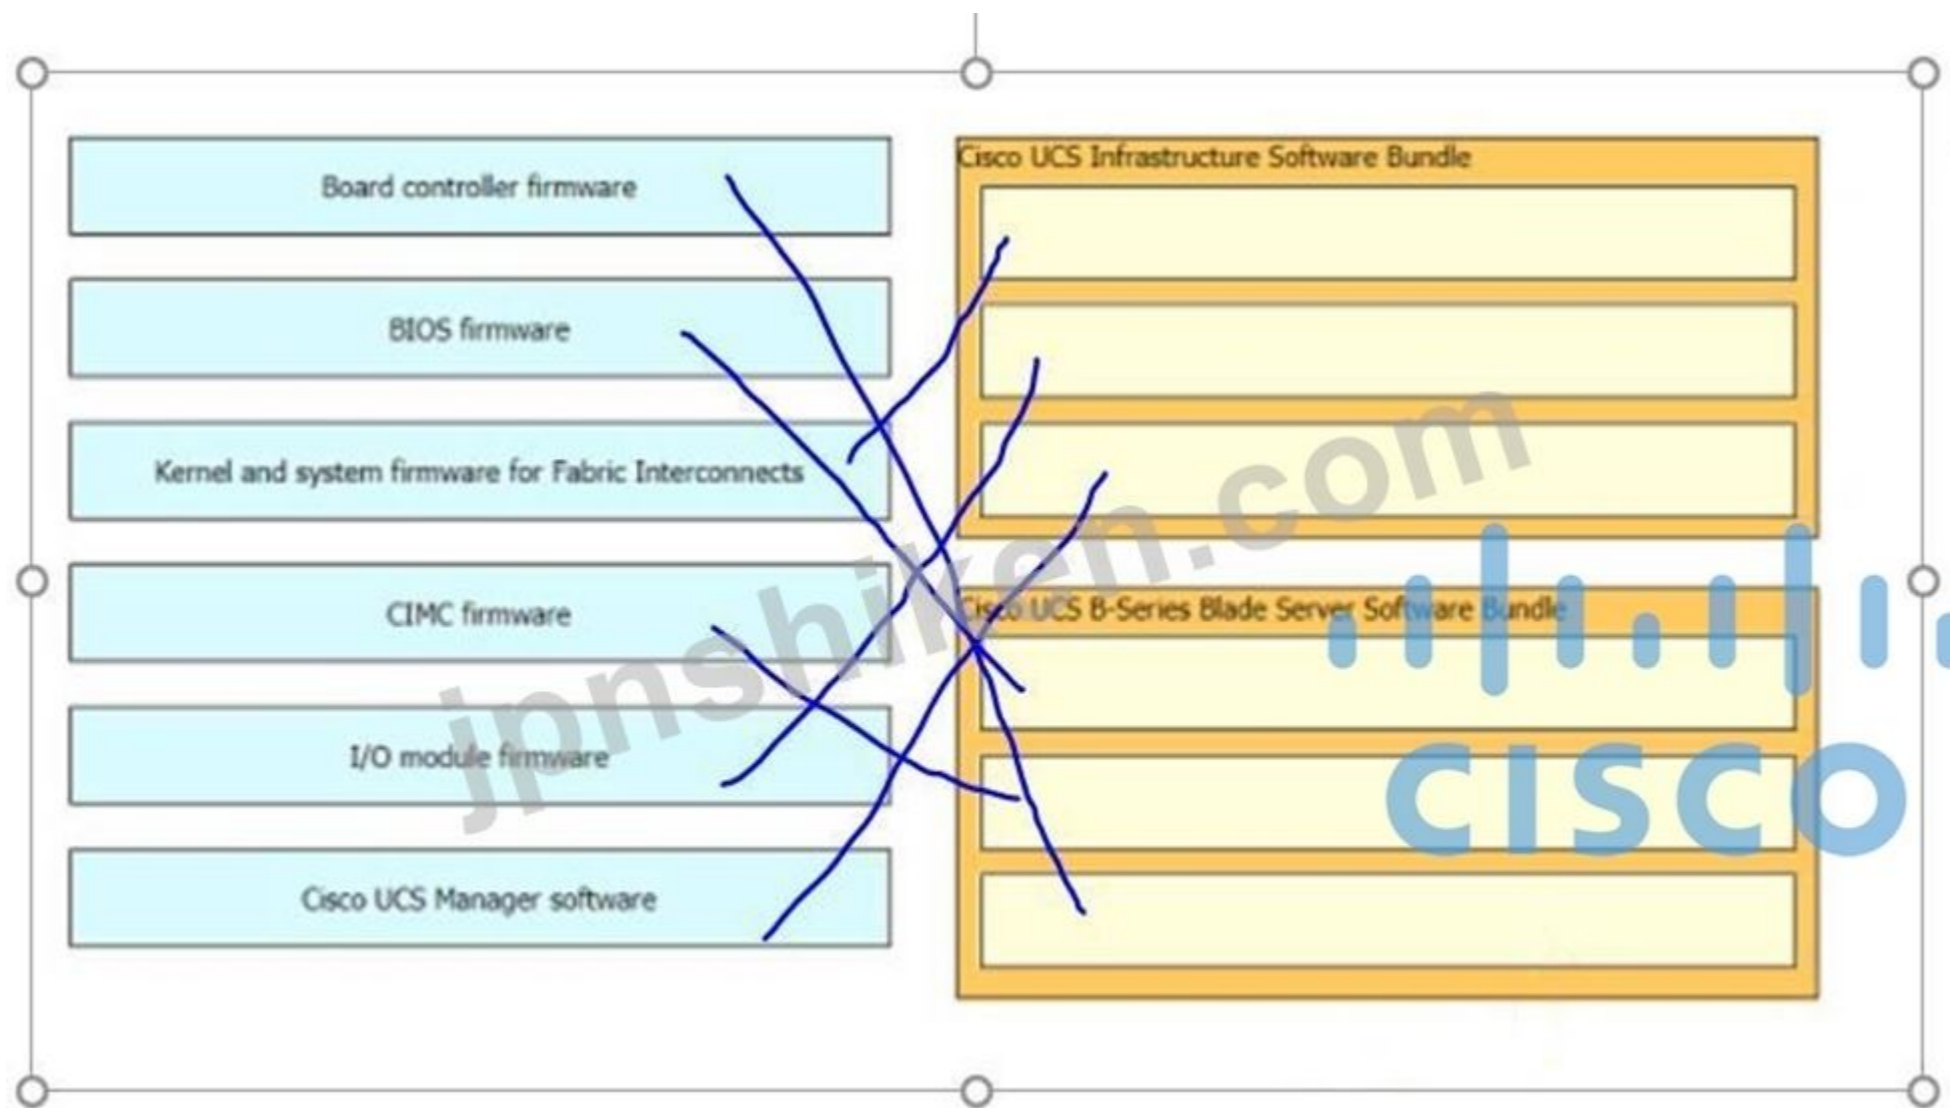 Board controller firmware
BIOS firmware
Kernel and system firmware for Fabric Interconnects
CIMC firmware
I/O module firmware
Cisco UCS Manager software
Cisco UCS Infrastructure Software Bundle
Cisco UCS B-Series Blade Server Software Bundle
jpnshiken.com
CISCO